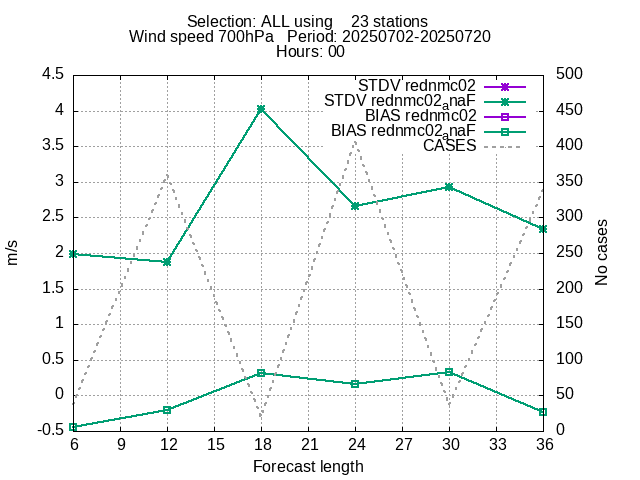 Selection: ALL using    23 stations
Wind speed 700hPa   Period: 20250702-20250720
Hours: 00
4.5
4
3.5
3
2.5
2
1.5
1
0.5
0
-0.5
m/s
STDV rednmc02
STDV rednmc02_anaF
BIAS rednmc02
BIAS rednmc02_anaF
CASES
500
450
400
350
300
250
200
150
100
50
0
No cases
6 9 12 15 18 21 24 27 30 33 36
Forecast length